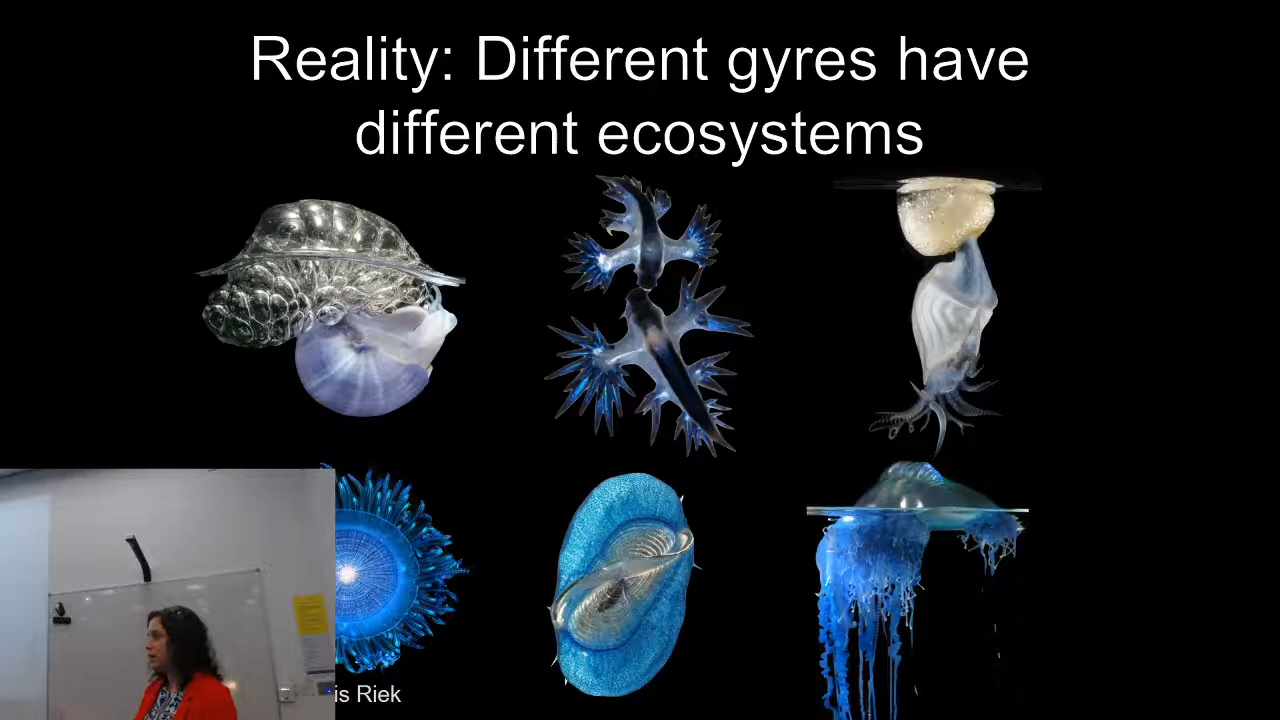 Reality: Different gyres have
different ecosystems
is Riek